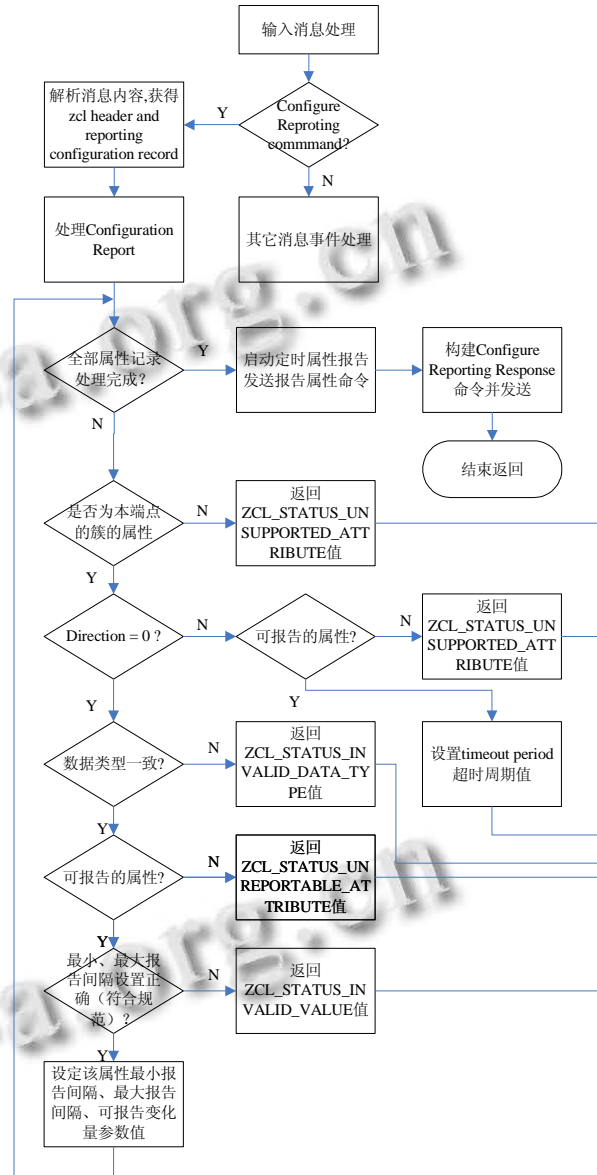 输入消息处理
Configure
Reproting
commmand?
Y
N
解析消息内容,获得
zcl header and
reporting
configuration record
处理Configuration
Report
其它消息事件处理
全部属性记录
处理完成?
Y
N
启动定时属性报告
发送报告属性命令
构建Configure
Reporting Response
命令并发送
结束返回
是否为本端点
的簇的属性
N
Y
返回
ZCL_STATUS_UN
SUPPORTED_ATT
RIBUTE值
Direction = 0 ?
N
Y
可报告的属性?
N
Y
返回
ZCL_STATUS_UN
SUPPORTED_ATT
RIBUTE值
设置timeout period
超时周期值
数据类型一致?
N
Y
返回
ZCL_STATUS_IN
VALID_DATA_TY
PE值
可报告的属性?
N
Y
返回
ZCL_STATUS_UN
REPORTABLE_AT
TRIBUTE值
最小、最大报
告间隔设置正
确（符合规
范）?
N
Y
返回
ZCL_STATUS_IN
VALID_VALUE值
设定该属性最小报
告间隔、最大报告
间隔、可报告变化
量参数值
a.org.cn
a.org.cn